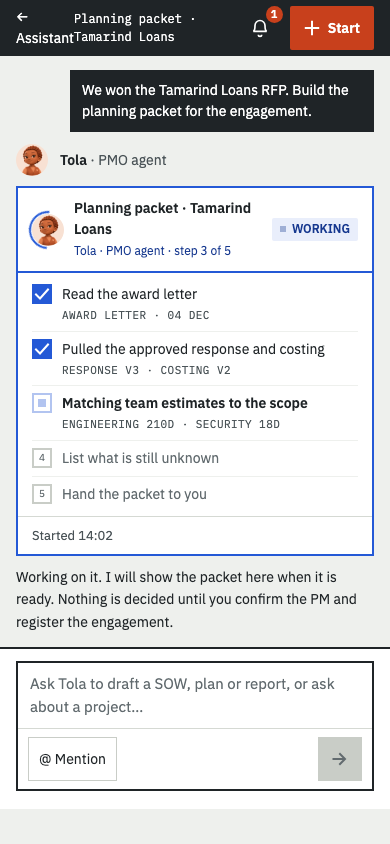 ← Assistant
Planning packet ·
Tamarind Loans
1
+ Start
We won the Tamarind Loans RFP. Build the
planning packet for the engagement.
Tola · PMO agent
Planning packet · Tamarind
Loans
Tola · PMO agent · step 3 of 5
WORKING
Read the award letter
AWARD LETTER · 04 DEC
Pulled the approved response and costing
RESPONSE V3 · COSTING V2
Matching team estimates to the scope
ENGINEERING 210D · SECURITY 18D
4 List what is still unknown
5 Hand the packet to you
Started 14:02
Working on it. I will show the packet here when it is
ready. Nothing is decided until you confirm the PM and
register the engagement.
Ask Tola to draft a SOW, plan or report, or ask
about a project...
@ Mention